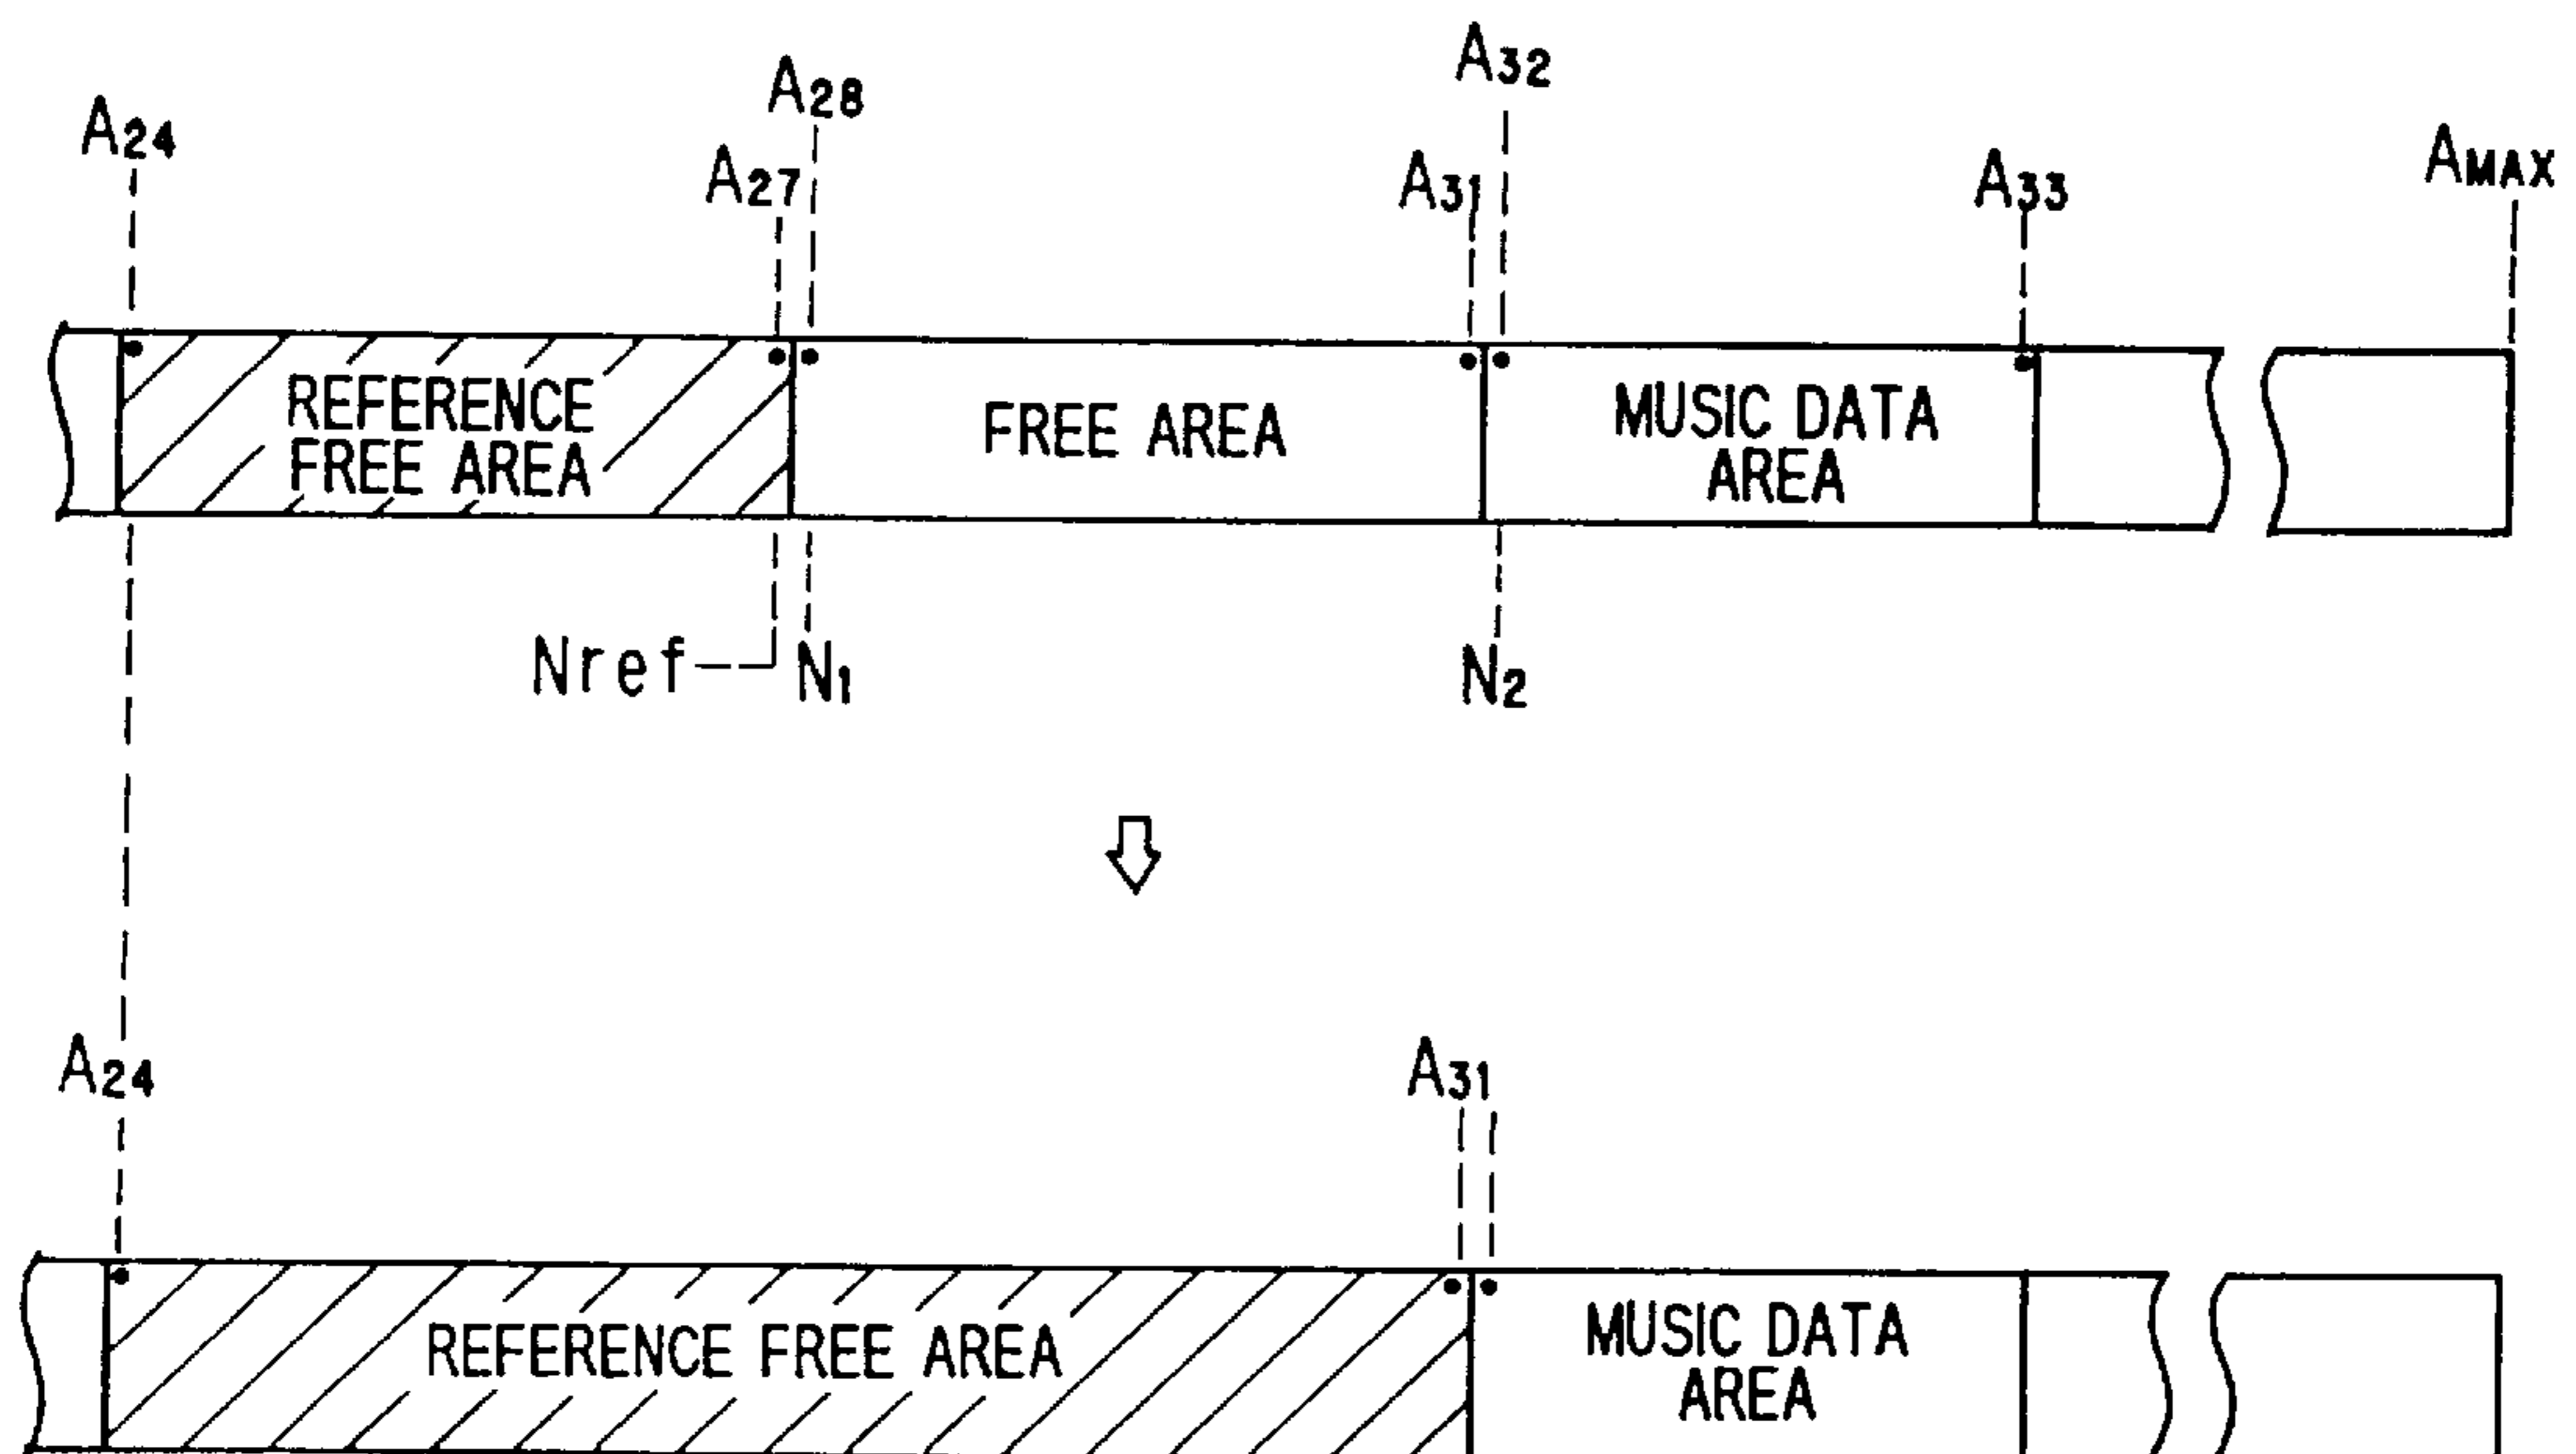 A32
A28
A24
AMAX
A27
A31
A33
REFERENCE
FREE AREA
FREE AREA
MUSIC DATA
AREA
Nref
N1
N2
A24
A31
REFERENCE FREE AREA
MUSIC DATA
AREA